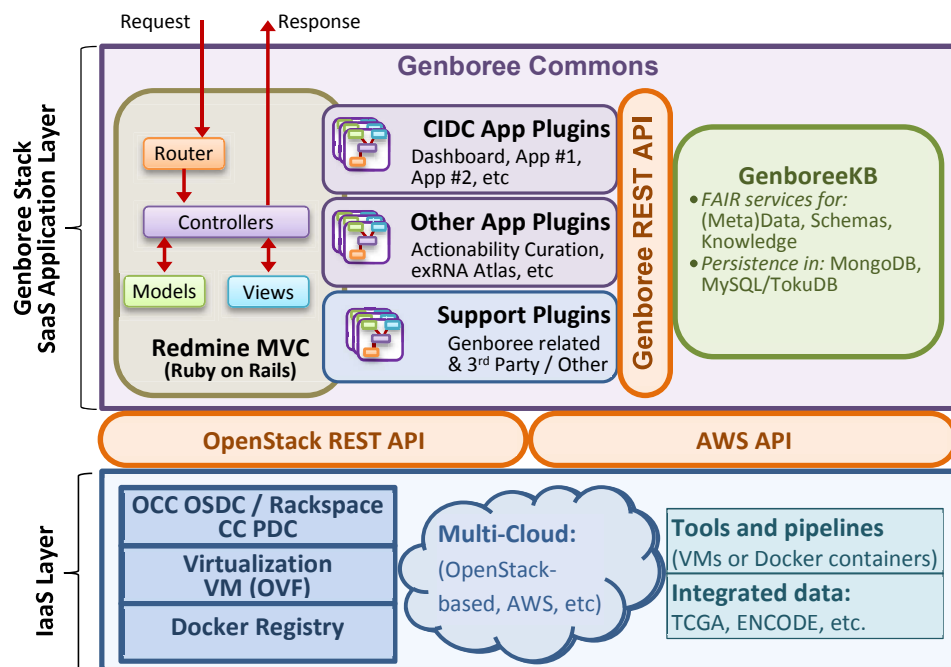 Request
Response
Genboree Stack
SaaS Application Layer
Genboree Commons
Router
Controllers
Models
Views
Redmine MVC
(Ruby on Rails)
CIDC App Plugins
Dashboard, App #1,
App #2, etc
Other App Plugins
Actionability Curation,
exRNA Atlas, etc
Support Plugins
Genboree related
& 3rd Party / Other
Genboree REST API
GenboreeKB
•FAIR services for:
(Meta)Data, Schemas,
Knowledge
•Persistence in: MongoDB,
MySQL/TokuDB
OpenStack REST API
AWS API
IaaS Layer
OCC OSDC / Rackspace
CC PDC
Virtualization
VM (OVF)
Docker Registry
Multi-Cloud:
(OpenStack-
based, AWS, etc)
Tools and pipelines
(VMs or Docker containers)
Integrated data:
TCGA, ENCODE, etc.